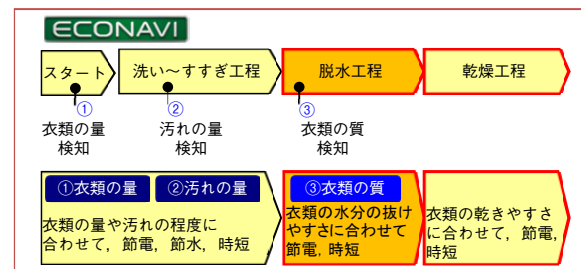 ECONAVI
スタート
洗い～すすぎ工程
脱水工程
乾燥工程
①
②
③
衣類の量
検知
汚れの量
検知
衣類の質
検知
①衣類の量
②汚れの量
③衣類の質
衣類の量や汚れの程度に
合わせて，節電，節水，時短
衣類の水分の抜け
やすさに合わせて
節電，時短
衣類の乾きやすさ
に合わせて，節電，
時短